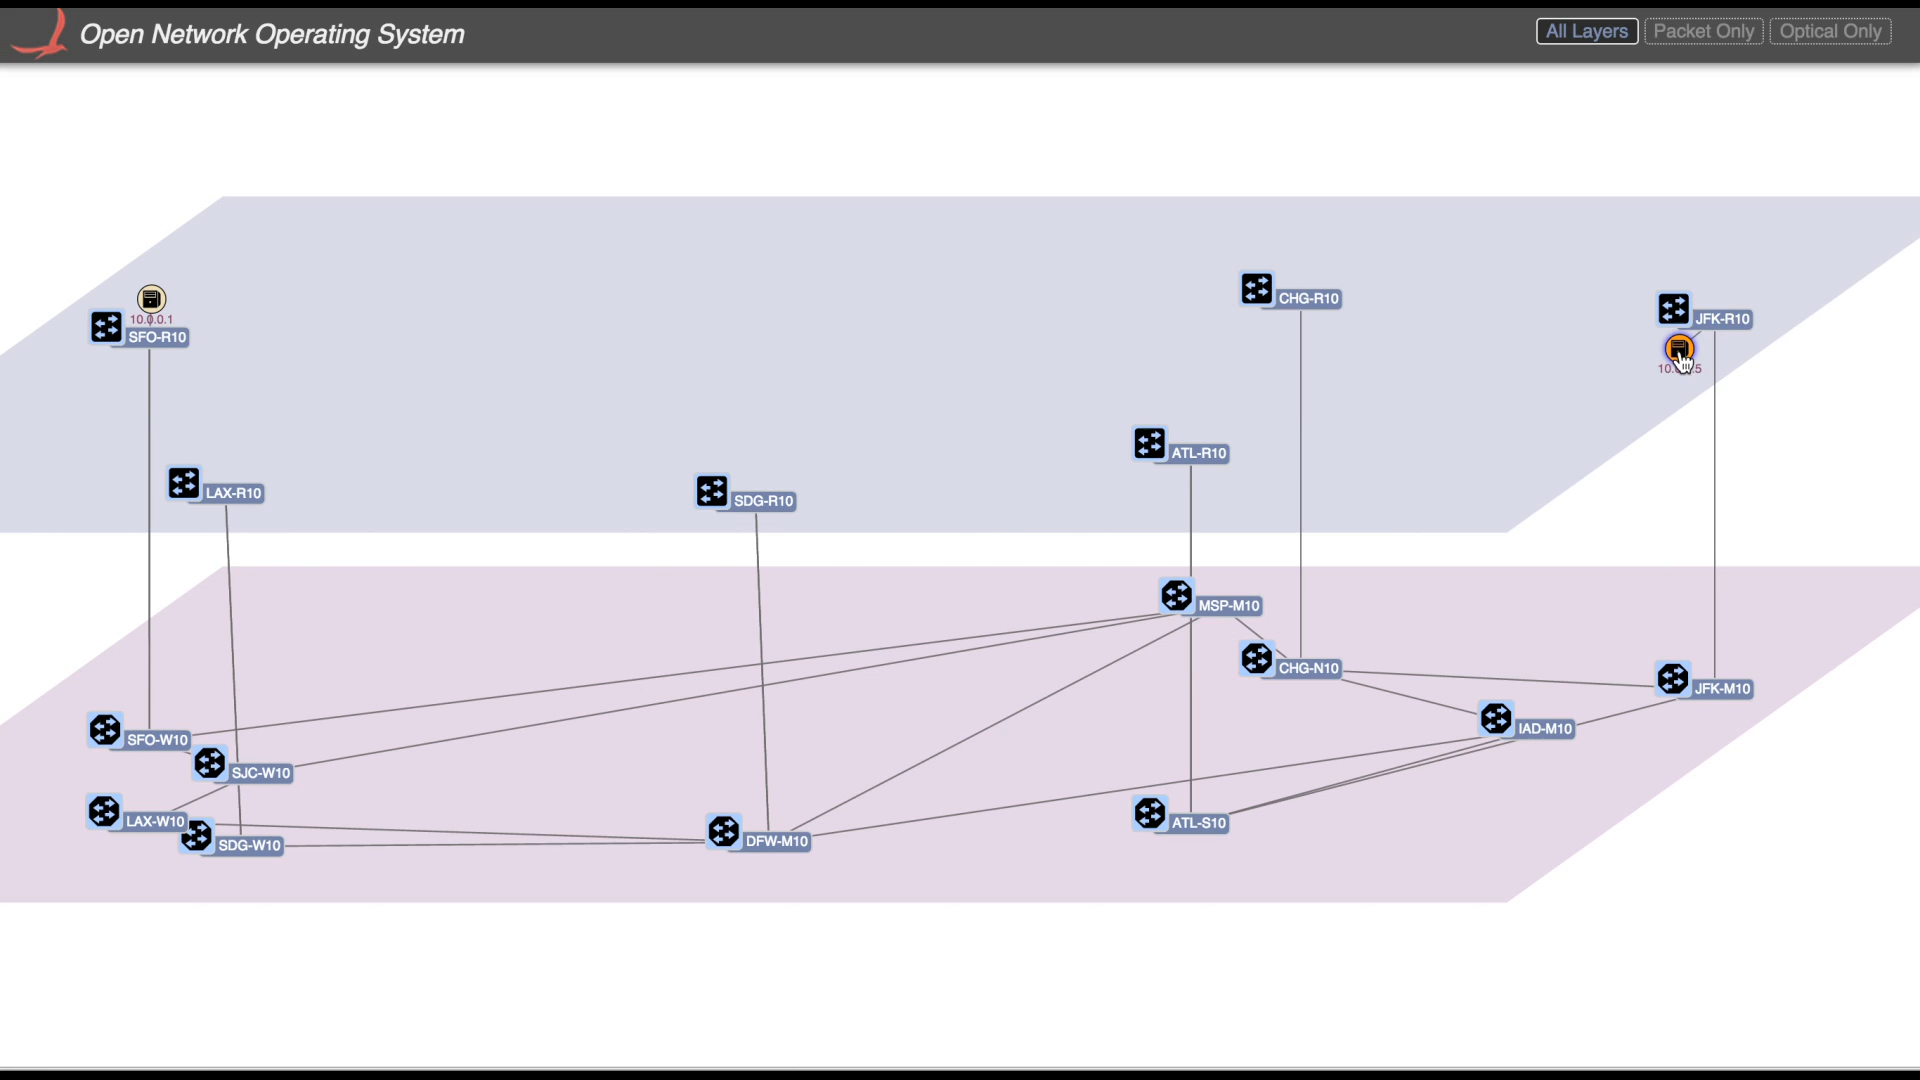 Open Network Operating System
All Layers
Packet Only
Optical Only
CHG-R10
10.0.0.1
SFO-R10
JFK-R10
ATL-R10
LAX-R10
SDG-R10
MSP-M10
CHG-N10
JFK-M10
IAD-M10
SFO-W10
SJC-W10
LAX-W10
ATL-S10
SDG-W10
DFW-M10